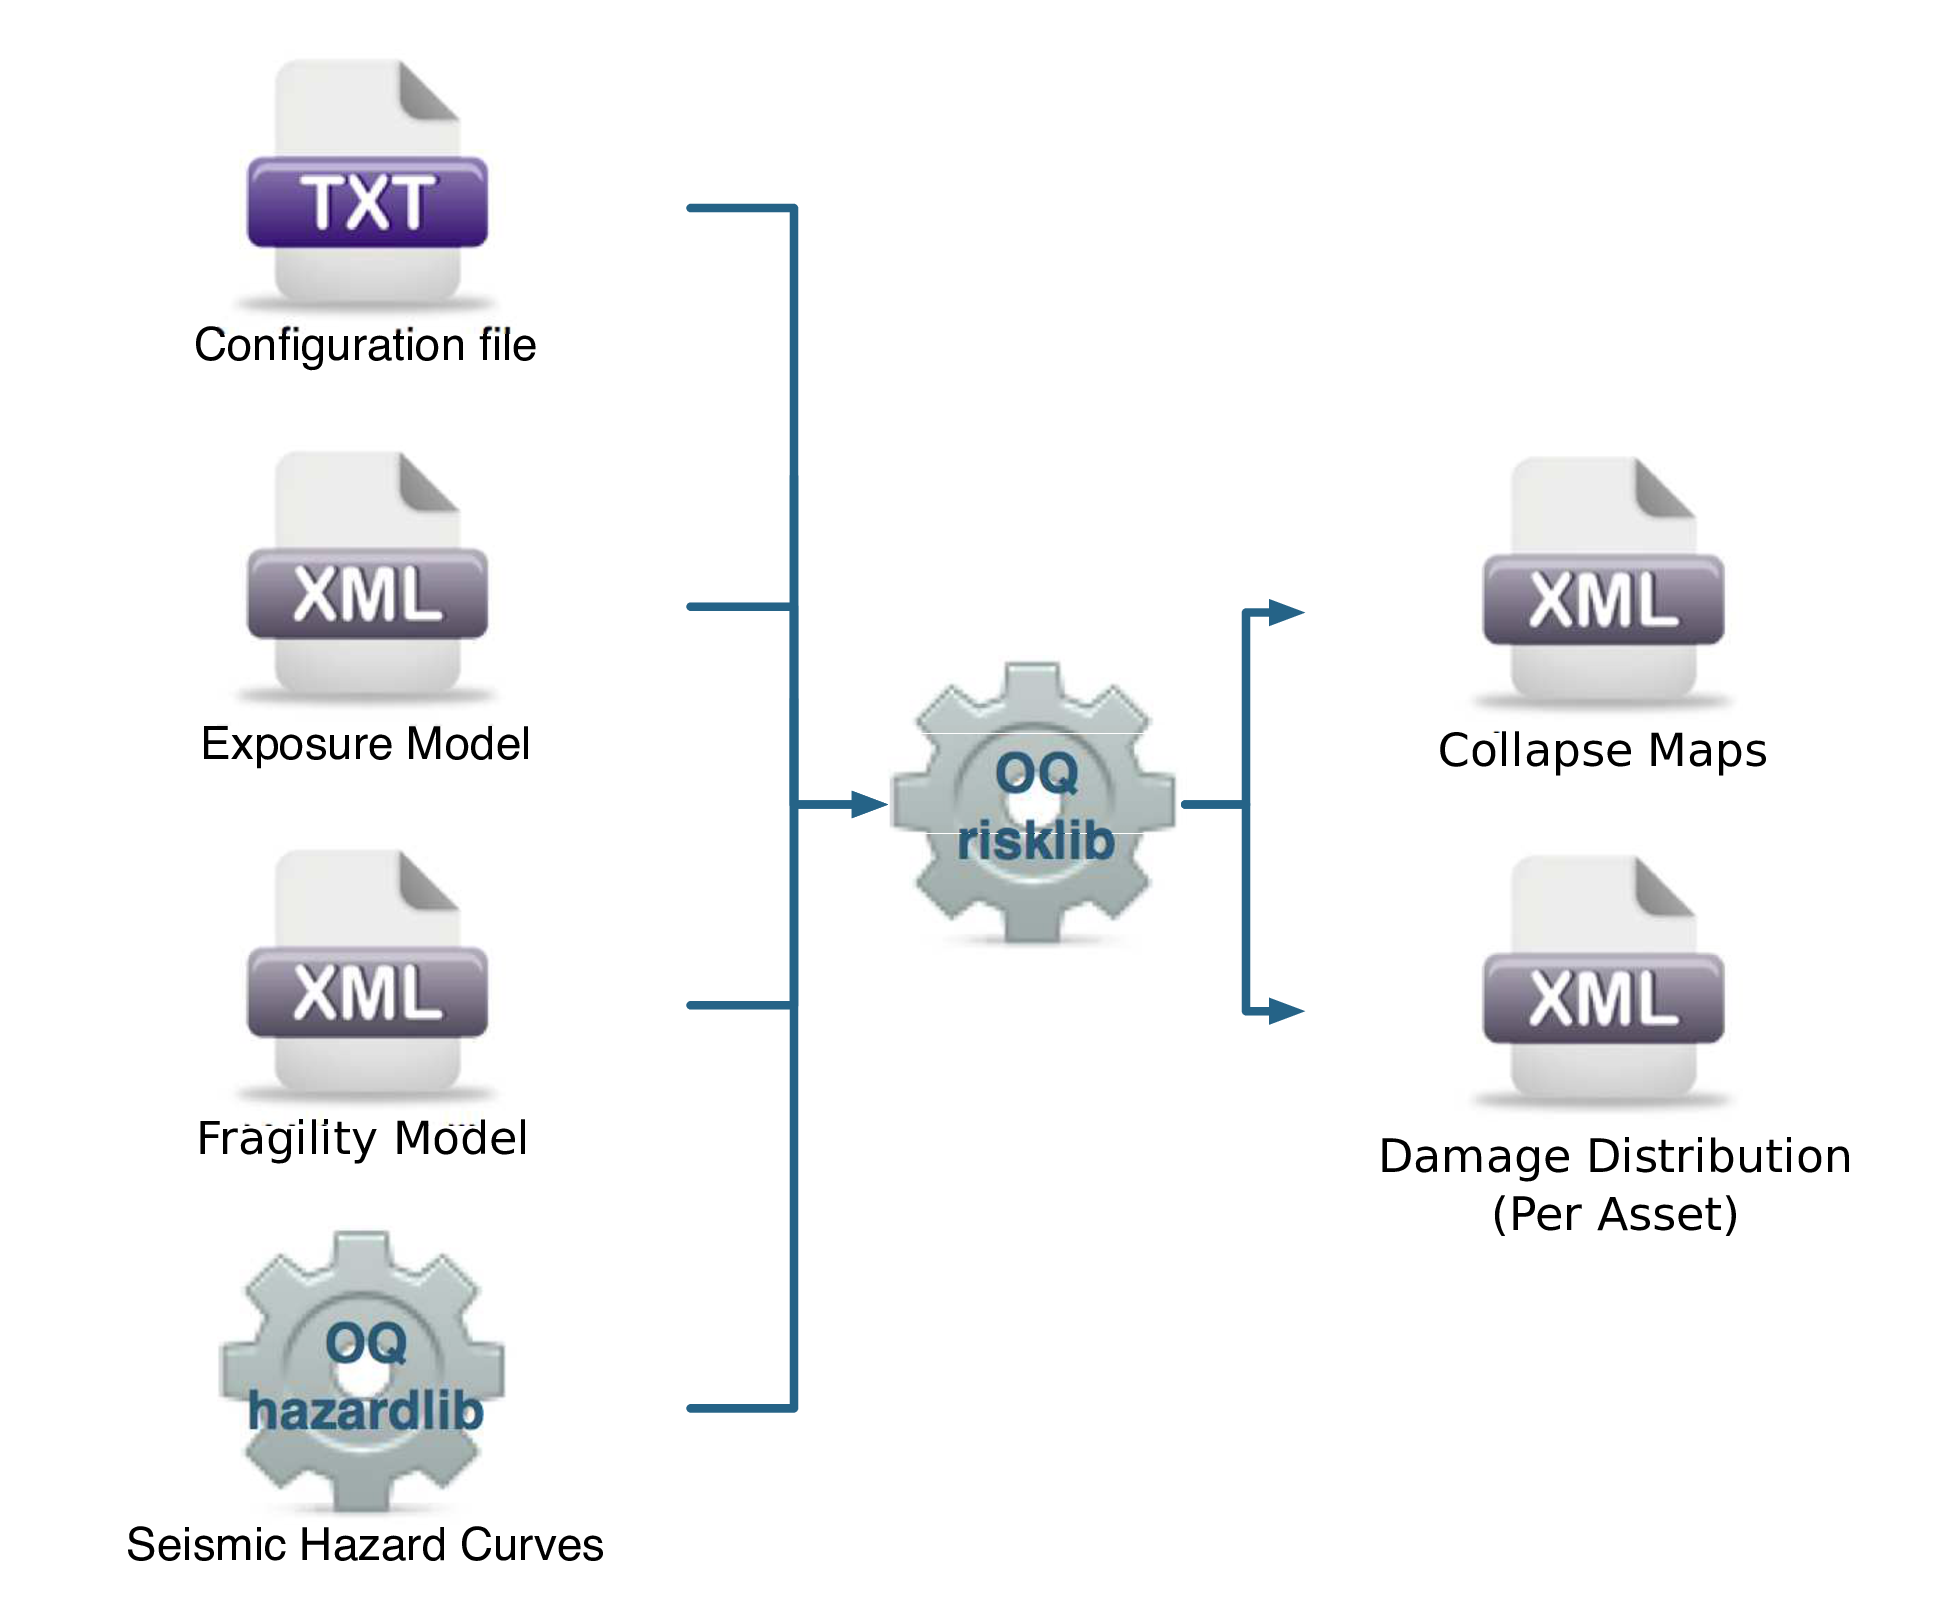 TXT
Configuration file
XML
Exposure Model
XML
Fragility Model
OQ
hazardlib
Seismic Hazard Curves
OQ
risklib
XML
Collapse Maps
XML
Damage Distribution
(Per Asset)